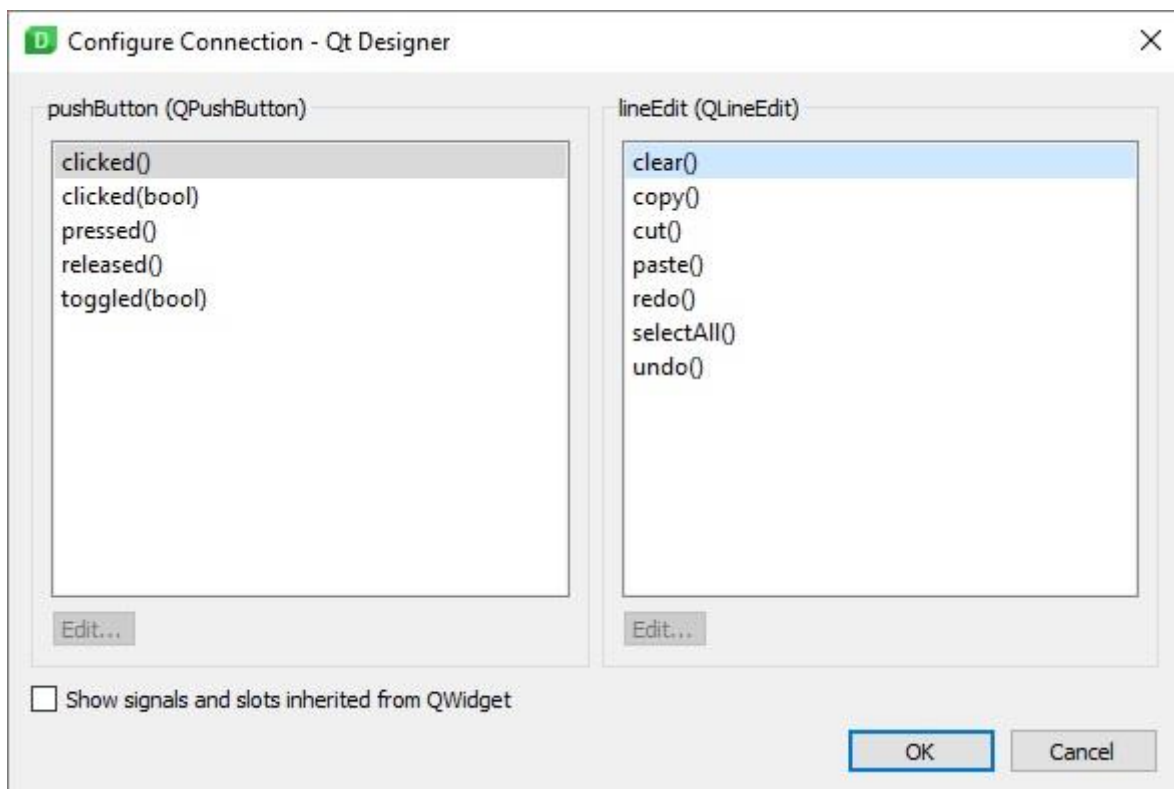 D Configure Connection - Qt Designer
pushButton (QPushButton)
clicked()
clicked(bool)
pressed()
released()
toggled(bool)
Edit...
lineEdit (QLineEdit)
clear()
copy()
cut()
paste()
redo()
selectAll()
undo()
Edit...
Show signals and slots inherited from QWidget
OK
Cancel